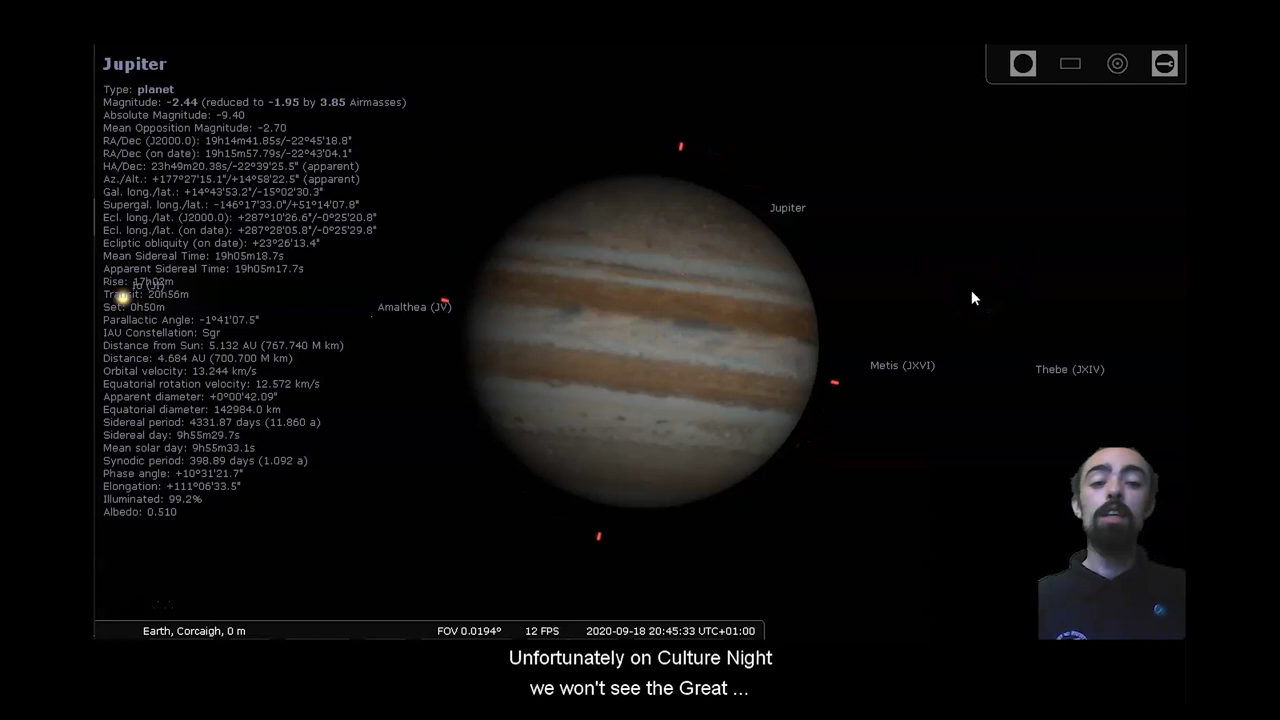 Jupiter
Type: planet
Magnitude: -2.44 (reduced to -1.95 by 3.85 Airmasses)
Absolute Magnitude: -9.40
Mean Opposition Magnitude: -2.70
RA/Dec (J2000.0): 19h14m41.85s/-22°45'18.8"
RA/Dec (on date): 19h15m57.79s/-22°43'04.1"
HA/Dec: 23h49m20.38s/-22°39'25.5" (apparent)
Az./Alt.: +177°27'15.1"/+14°58'22.5" (apparent)
Gal. long./lat.: +14°43'53.2"/-15°02'30.3"
Supergal. long./lat.: -146°17'33.0"/+51°14'07.8"
Ecl. long./lat. (J2000.0): +287°10'26.6"/-0°25'20.8"
Ecl. long./lat. (on date): +287°28'05.8"/-0°25'29.8"
Ecliptic obliquity (on date): +23°26'13.4"
Mean Sidereal Time: 19h05m18.7s
Apparent Sidereal Time: 19h05m17.7s
Rise: 17h02m
Transit: 20h56m
Set: 0h50m
Parallactic Angle: -1°41'07.5"
IAU Constellation: Sgr
Distance from Sun: 5.132 AU (767.740 M km)
Distance: 4.684 AU (700.700 M km)
Orbital velocity: 13.244 km/s
Equatorial rotation velocity: 12.572 km/s
Apparent diameter: +0°00'42.09"
Equatorial diameter: 142984.0 km
Sidereal period: 4331.87 days (11.860 a)
Sidereal day: 9h55m29.7s
Mean solar day: 9h55m33.1s
Synodic period: 398.89 days (1.092 a)
Phase angle: +10°31'21.7"
Elongation: +111°06'33.5"
Illuminated: 99.2%
Albedo: 0.510
Jupiter
Io (JI)
Amalthea (JV)
Metis (JXVI)
Thebe (JXIV)
Earth, Corcaigh, 0 m FOV 0.0194° 12 FPS 2020-09-18 20:45:33 UTC+01:00
Unfortunately on Culture Night
we won't see the Great ...